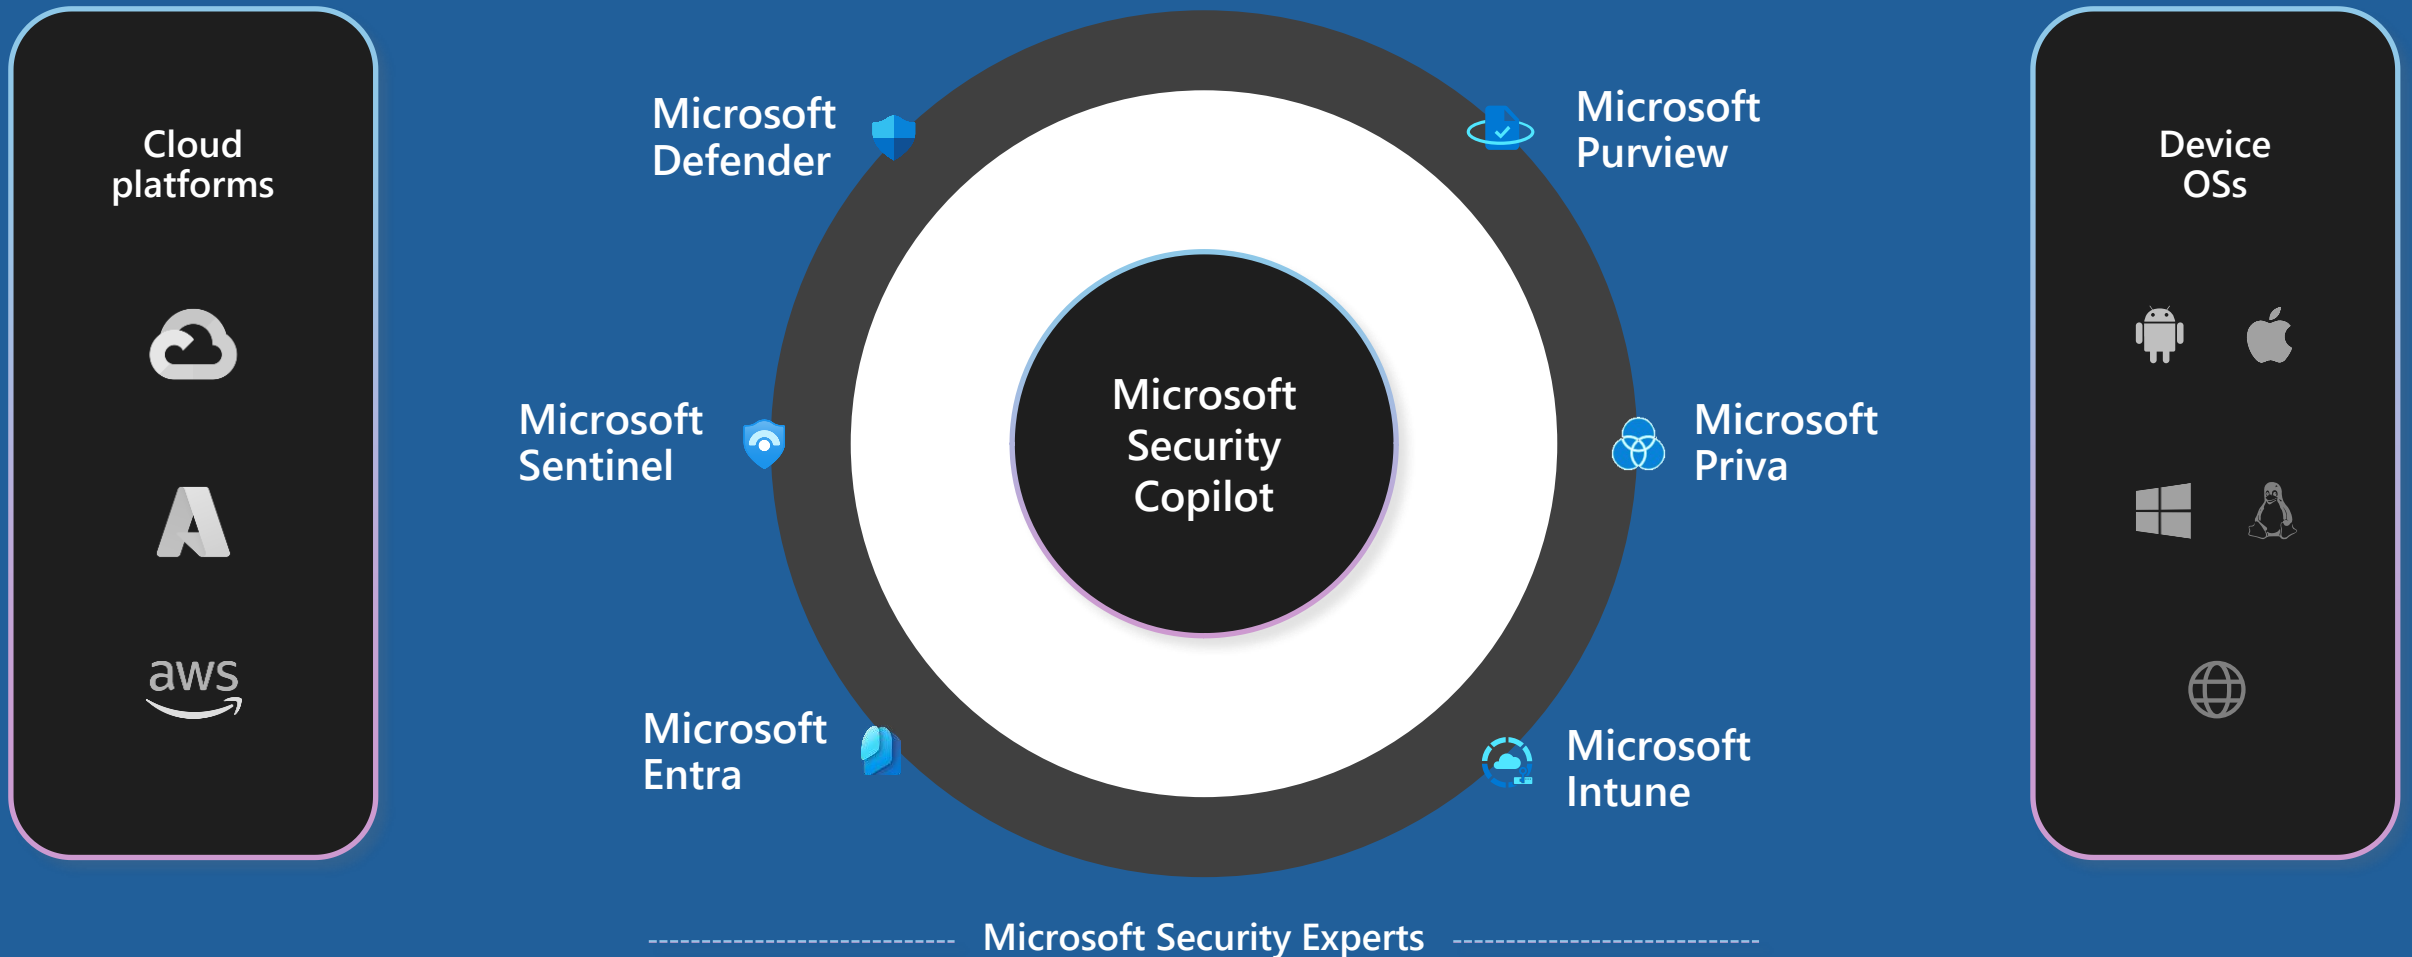 Cloud
platforms
aws
Microsoft
Defender
Microsoft
Sentinel
Microsoft
Entra
Microsoft
Security
Copilot
Microsoft
Purview
Microsoft
Priva
Microsoft
Intune
Device
OSs
Microsoft Security Experts